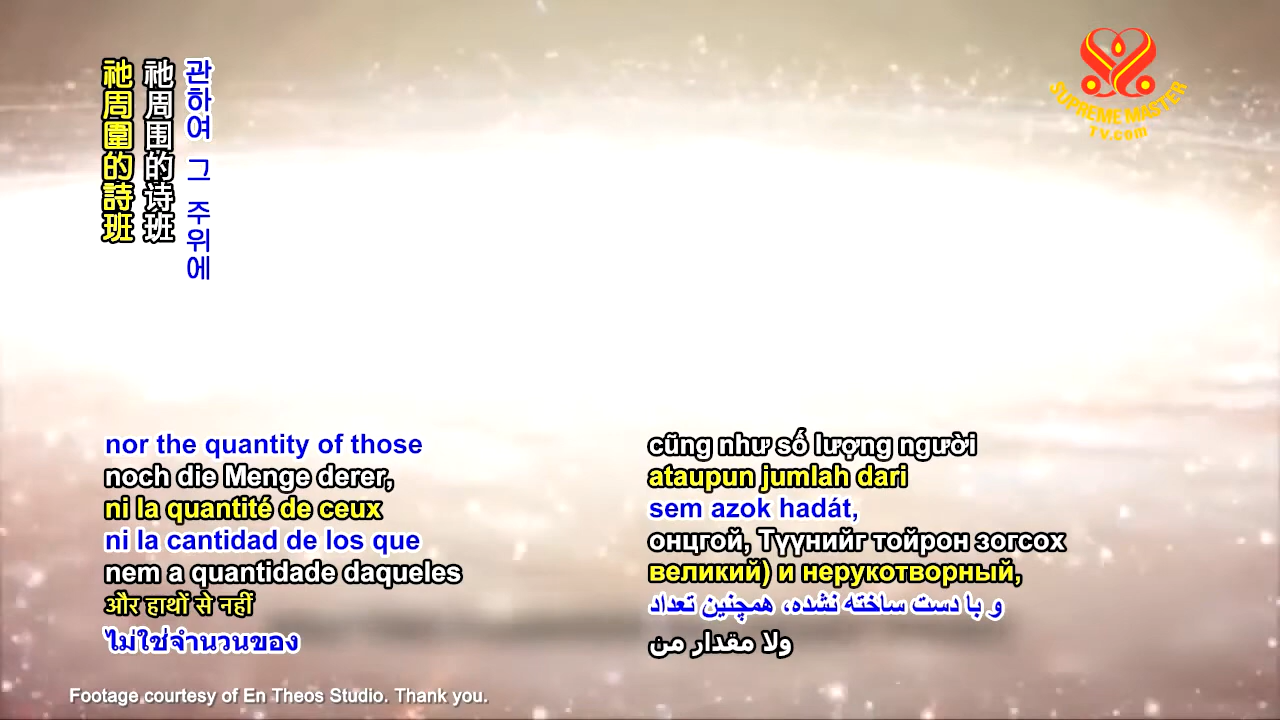 祂周圍的詩班
祂周围的诗班
관하여 그 주위에
SUPREME MASTER
TV.com
nor the quantity of those
noch die Menge derer,
ni la quantité de ceux
ni la cantidad de los que
nem a quantidade daqueles
और हाथों से नहीं
ไม่ใช่จำนวนของ
cũng như số lượng người
ataupun jumlah dari
sem azok hadát,
онцгой, Түүнийг тойрон зогсох
великий) и нерукотворный,
و با دست ساخته نشده، همچنین تعداد
ولا مقدار من
Footage courtesy of En Theos Studio. Thank you.